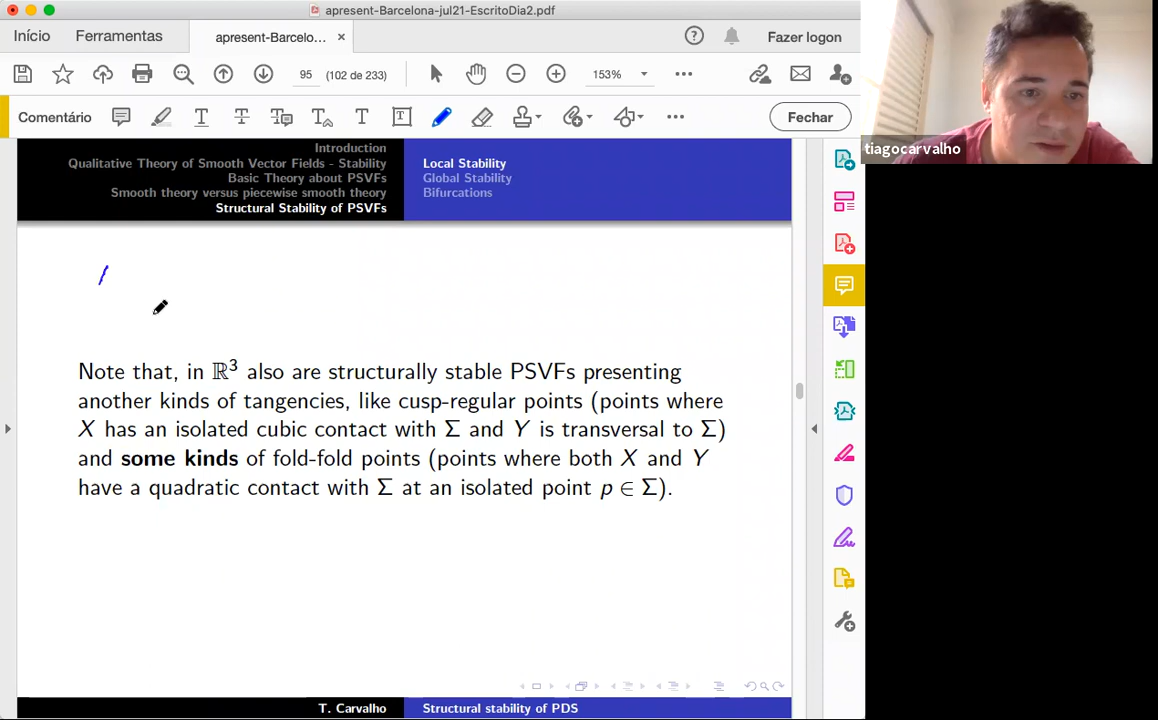 apresent-Barcelona-jul21-EscritoDia2.pdf
Início
Ferramentas
apresent-Barcelo...
Fazer logon
95
(102 de 233)
153%
Comentário
Fechar
tiagocarvalho
Introduction
Qualitative Theory of Smooth Vector Fields - Stability
Basic Theory about PSVFs
Smooth theory versus piecewise smooth theory
Structural Stability of PSVFs
Local Stability
Global Stability
Bifurcations
Note that, in ℝ³ also are structurally stable PSVFs presenting
another kinds of tangencies, like cusp-regular points (points where
X has an isolated cubic contact with Σ and Y is transversal to Σ)
and some kinds of fold-fold points (points where both X and Y
have a quadratic contact with Σ at an isolated point p ∈ Σ).
T. Carvalho
Structural stability of PDS